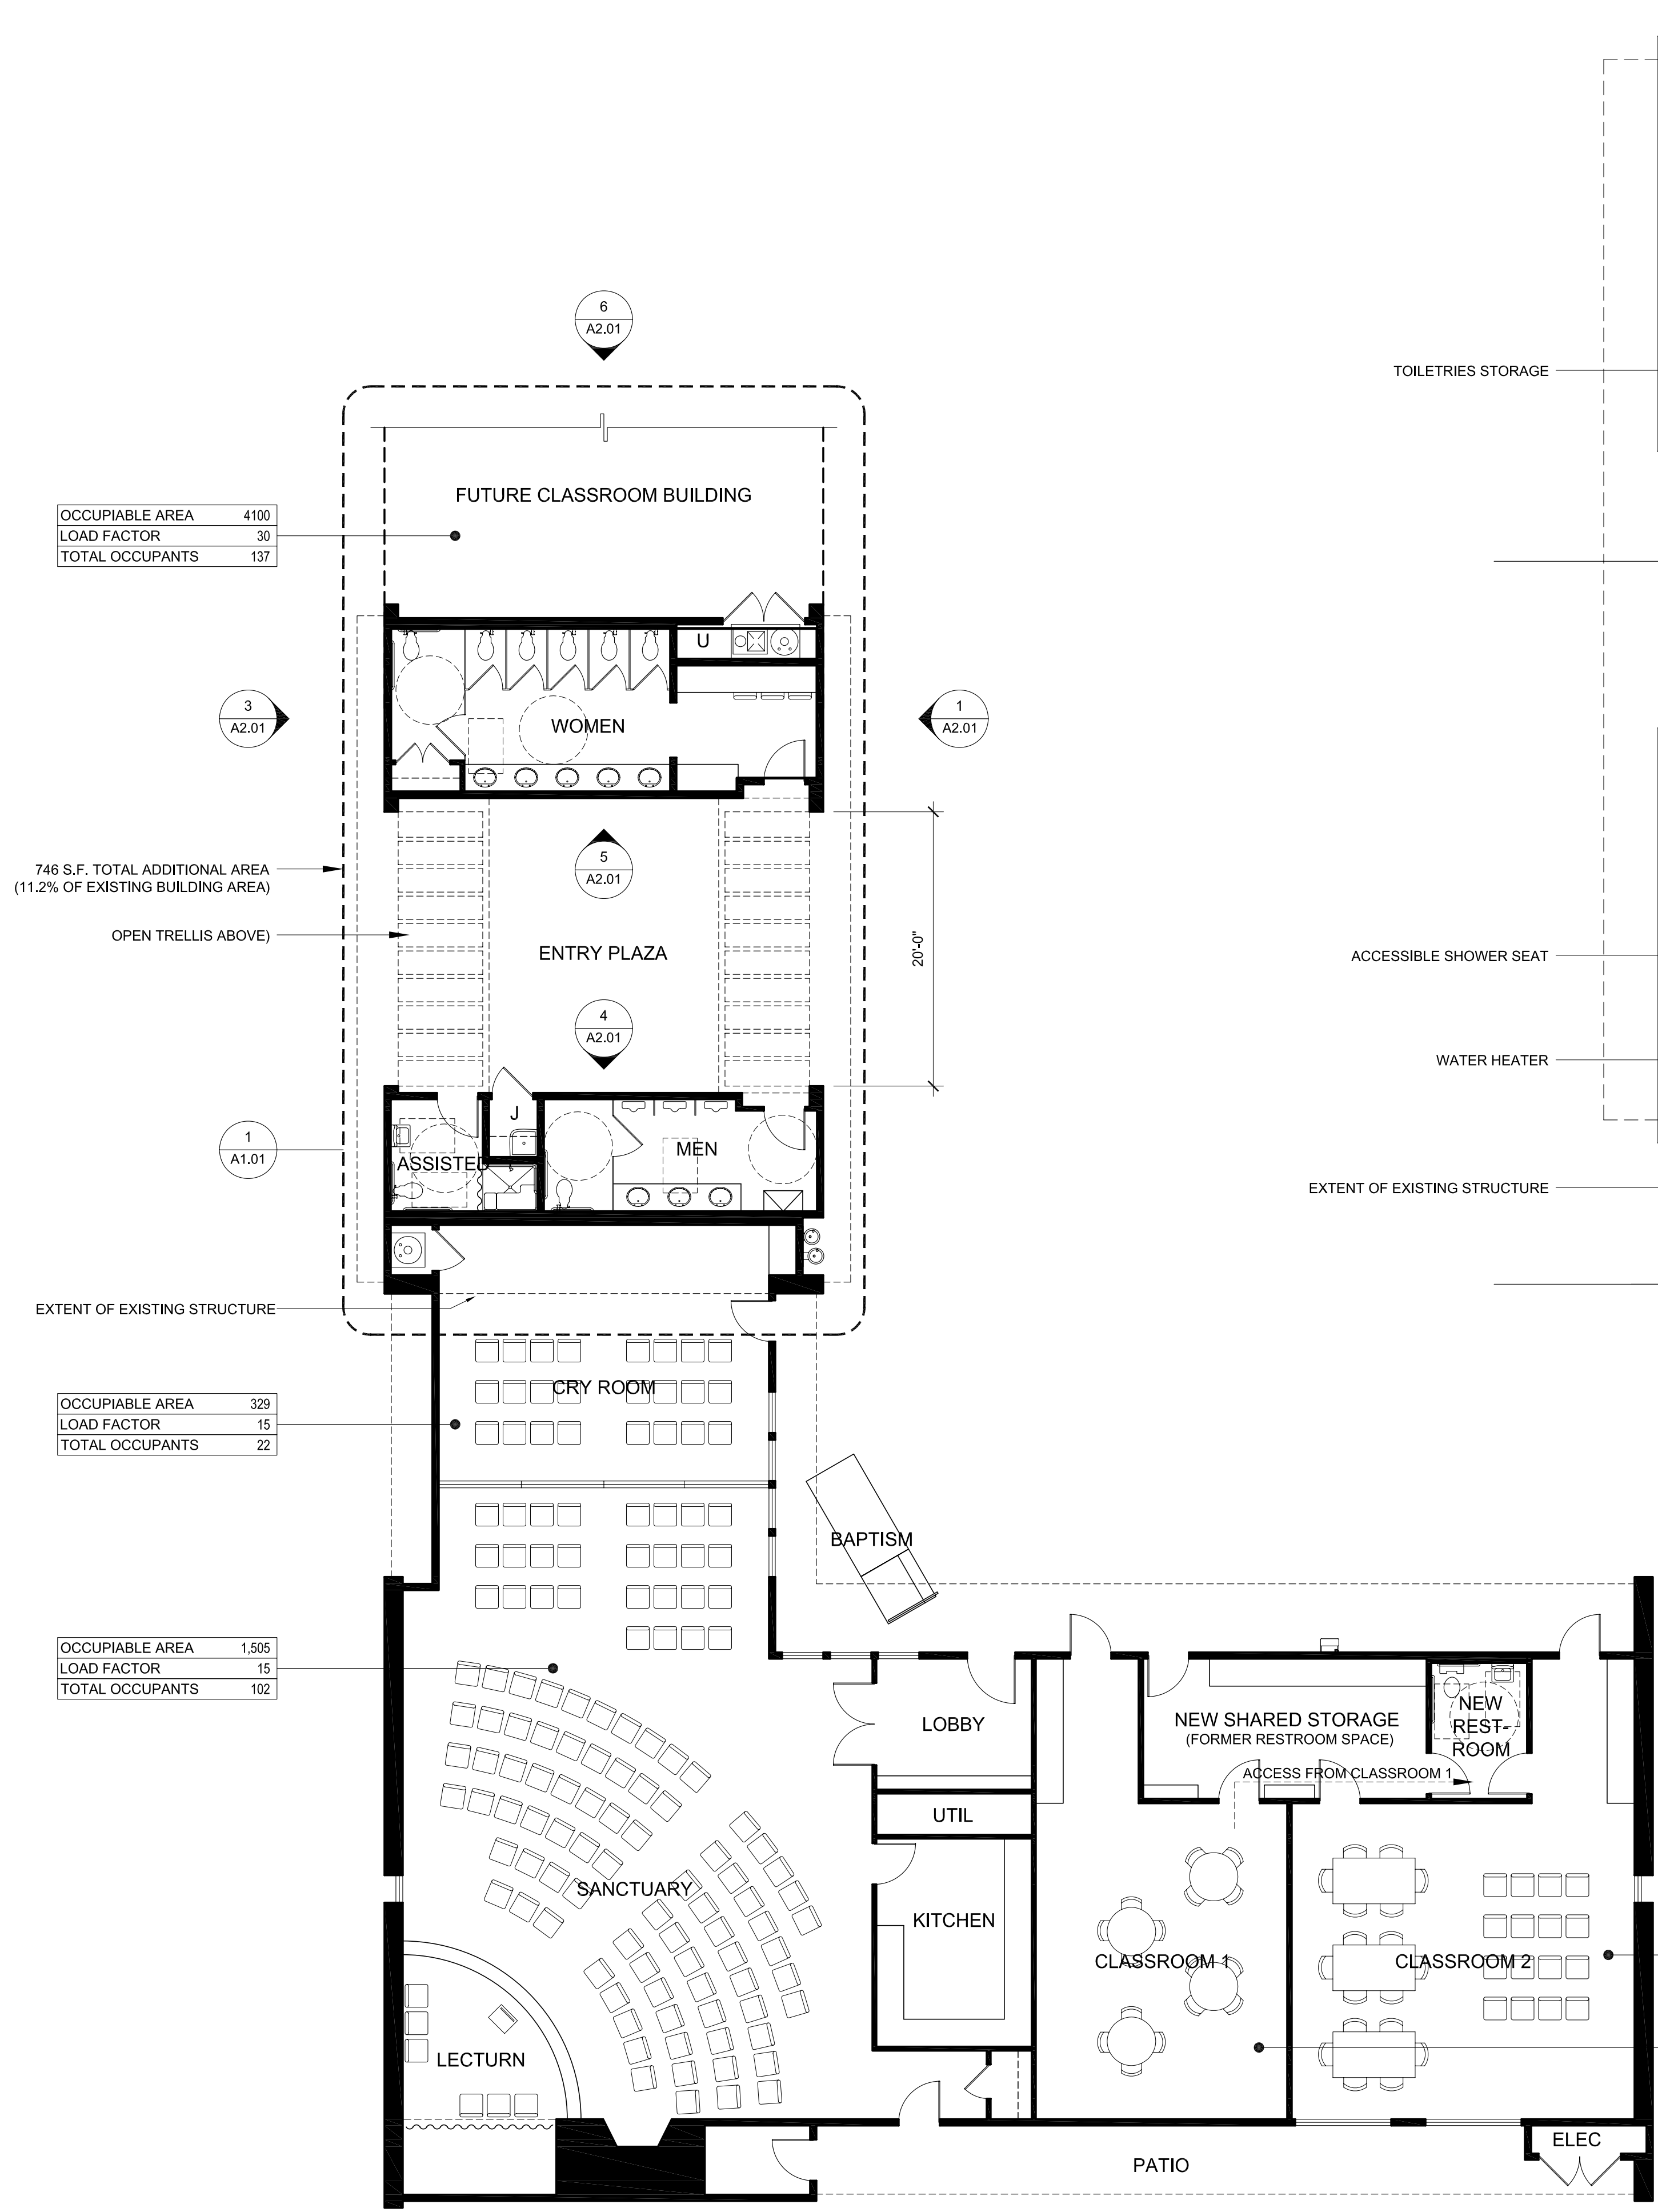 6
A2.01
TOILETRIES STORAGE
FUTURE CLASSROOM BUILDING
OCCUPIABLE AREA 4100
LOAD FACTOR 30
TOTAL OCCUPANTS 137
U
3
A2.01
WOMEN
1
A2.01
746 S.F. TOTAL ADDITIONAL AREA
(11.2% OF EXISTING BUILDING AREA)
5
A2.01
OPEN TRELLIS ABOVE)
ENTRY PLAZA
20'-0"
ACCESSIBLE SHOWER SEAT
4
A2.01
WATER HEATER
J
1
A1.01
ASSISTED
MEN
EXTENT OF EXISTING STRUCTURE
EXTENT OF EXISTING STRUCTURE
CRY ROOM
OCCUPIABLE AREA 329
LOAD FACTOR 15
TOTAL OCCUPANTS 22
BAPTISM
OCCUPIABLE AREA 1,505
LOAD FACTOR 15
TOTAL OCCUPANTS 102
LOBBY
NEW SHARED STORAGE
(FORMER RESTROOM SPACE)
NEW
REST-
ROOM
ACCESS FROM CLASSROOM 1
UTIL
SANCTUARY
KITCHEN
CLASSROOM 1
CLASSROOM 2
LECTURN
ELEC
PATIO